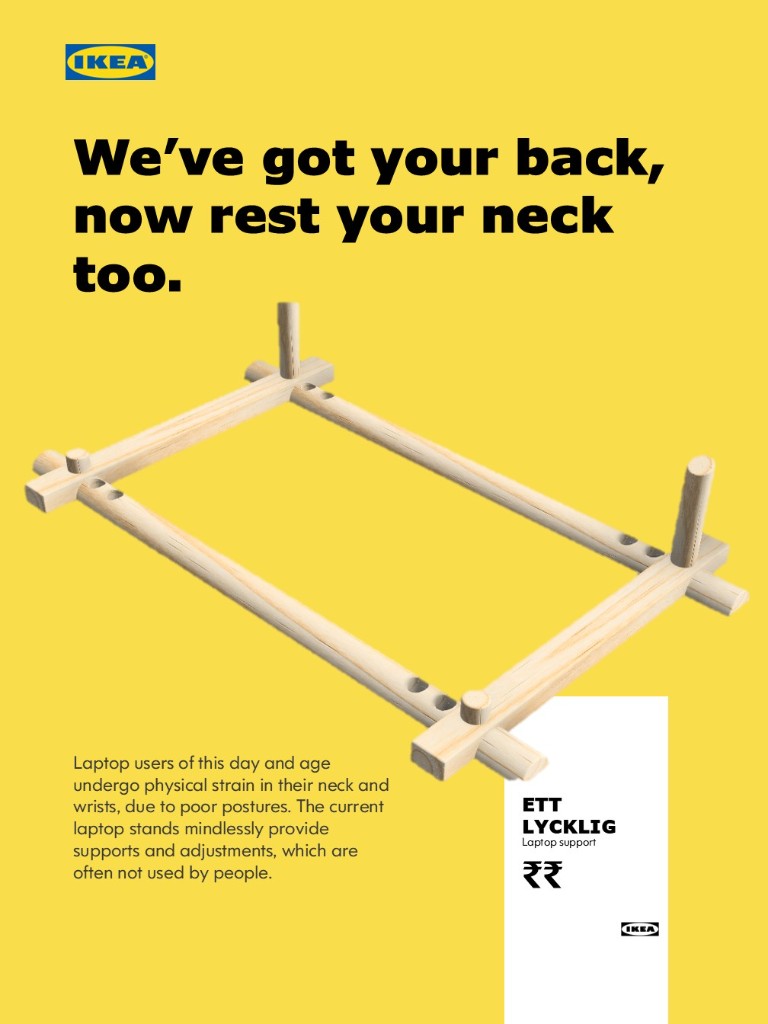 IKEA
We’ve got your back,
now rest your neck
too.
Laptop users of this day and age
undergo physical strain in their neck and
wrists, due to poor postures. The current
laptop stands mindlessly provide
supports and adjustments, which are
often not used by people.
ETT
LYCKLIG
Laptop support
₹₹
IKEA